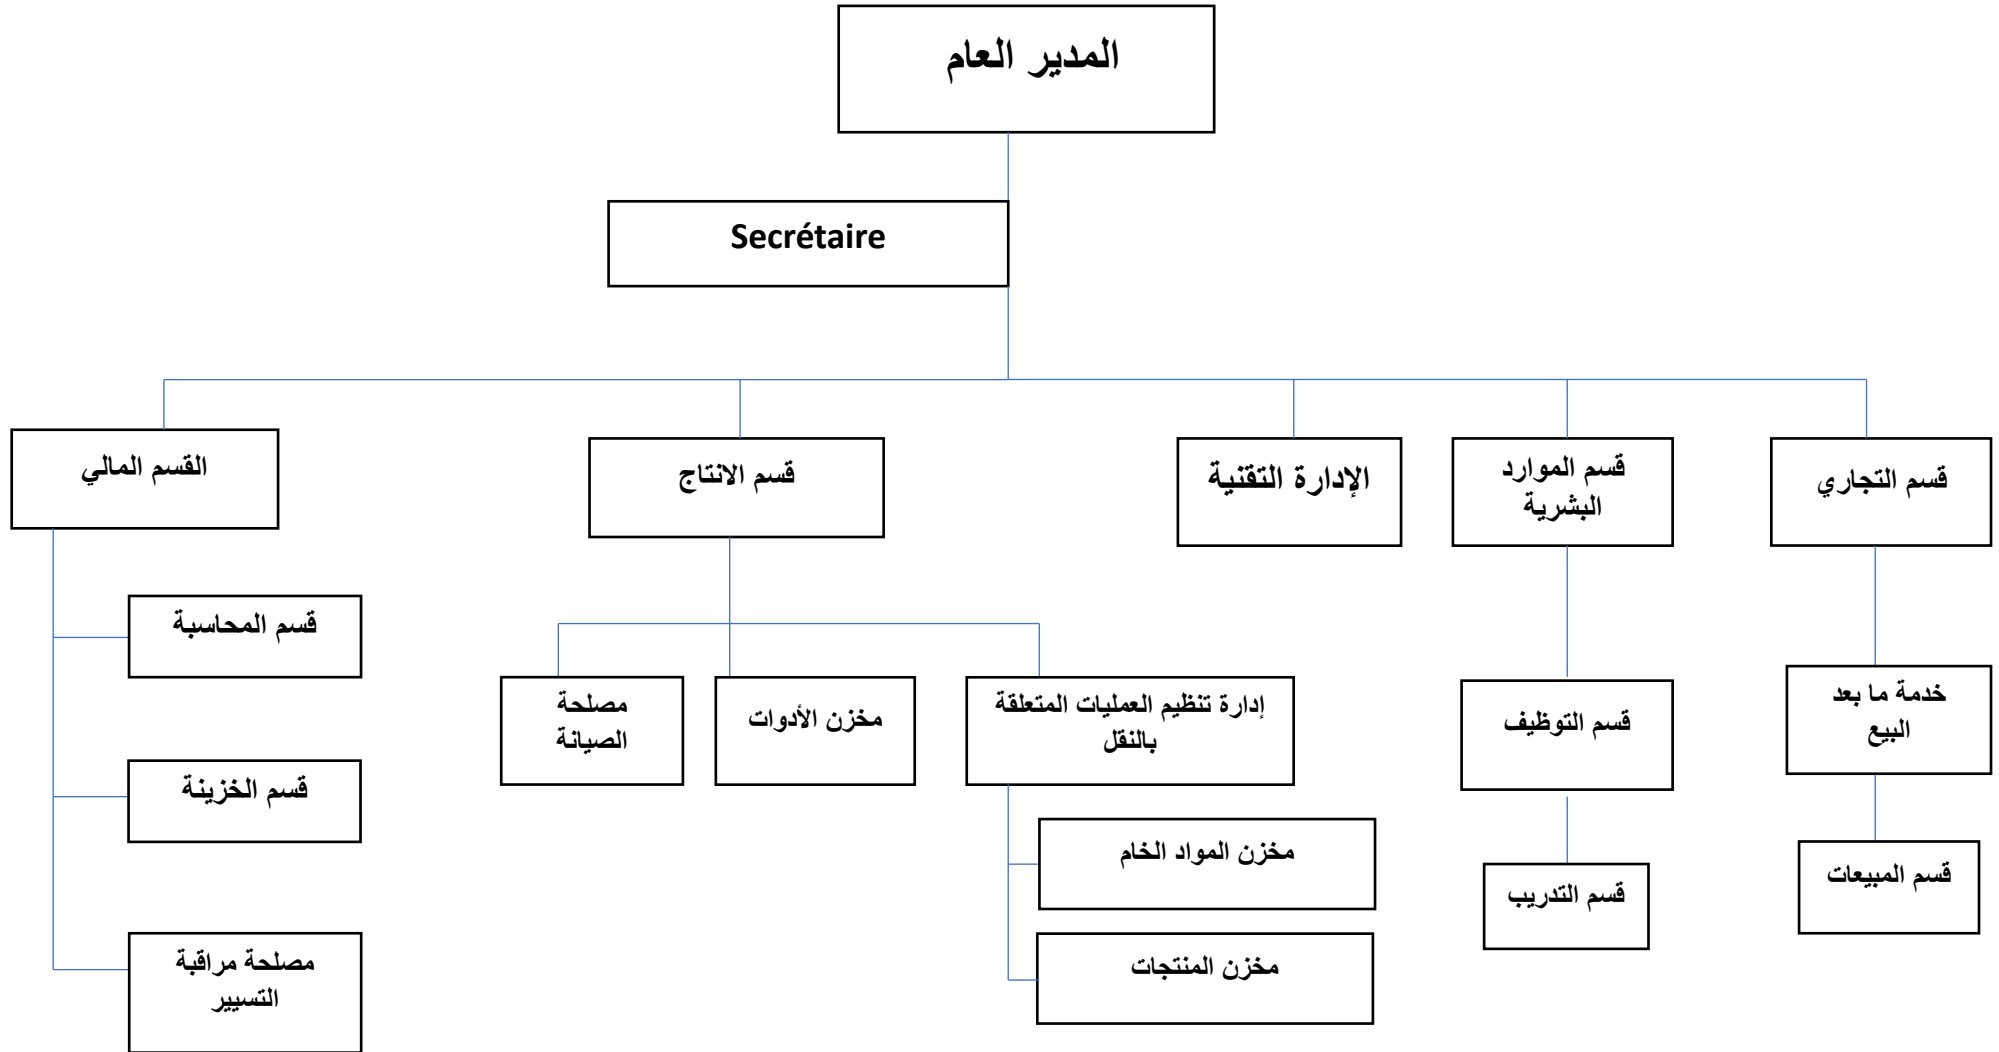 المدير العام
Secrétaire
قسم التجاري
قسم الموارد
البشرية
الإدارة التقنية
قسم الانتاج
القسم المالي
خدمة ما بعد
البيع
قسم المبيعات
قسم التوظيف
قسم التدريب
إدارة تنظيم العمليات المتعلقة
بالنقل
مخزن المواد الخام
مخزن المنتجات
مخزن الأدوات
مصلحة
الصيانة
قسم المحاسبة
قسم الخزينة
مصلحة مراقبة
التسيير